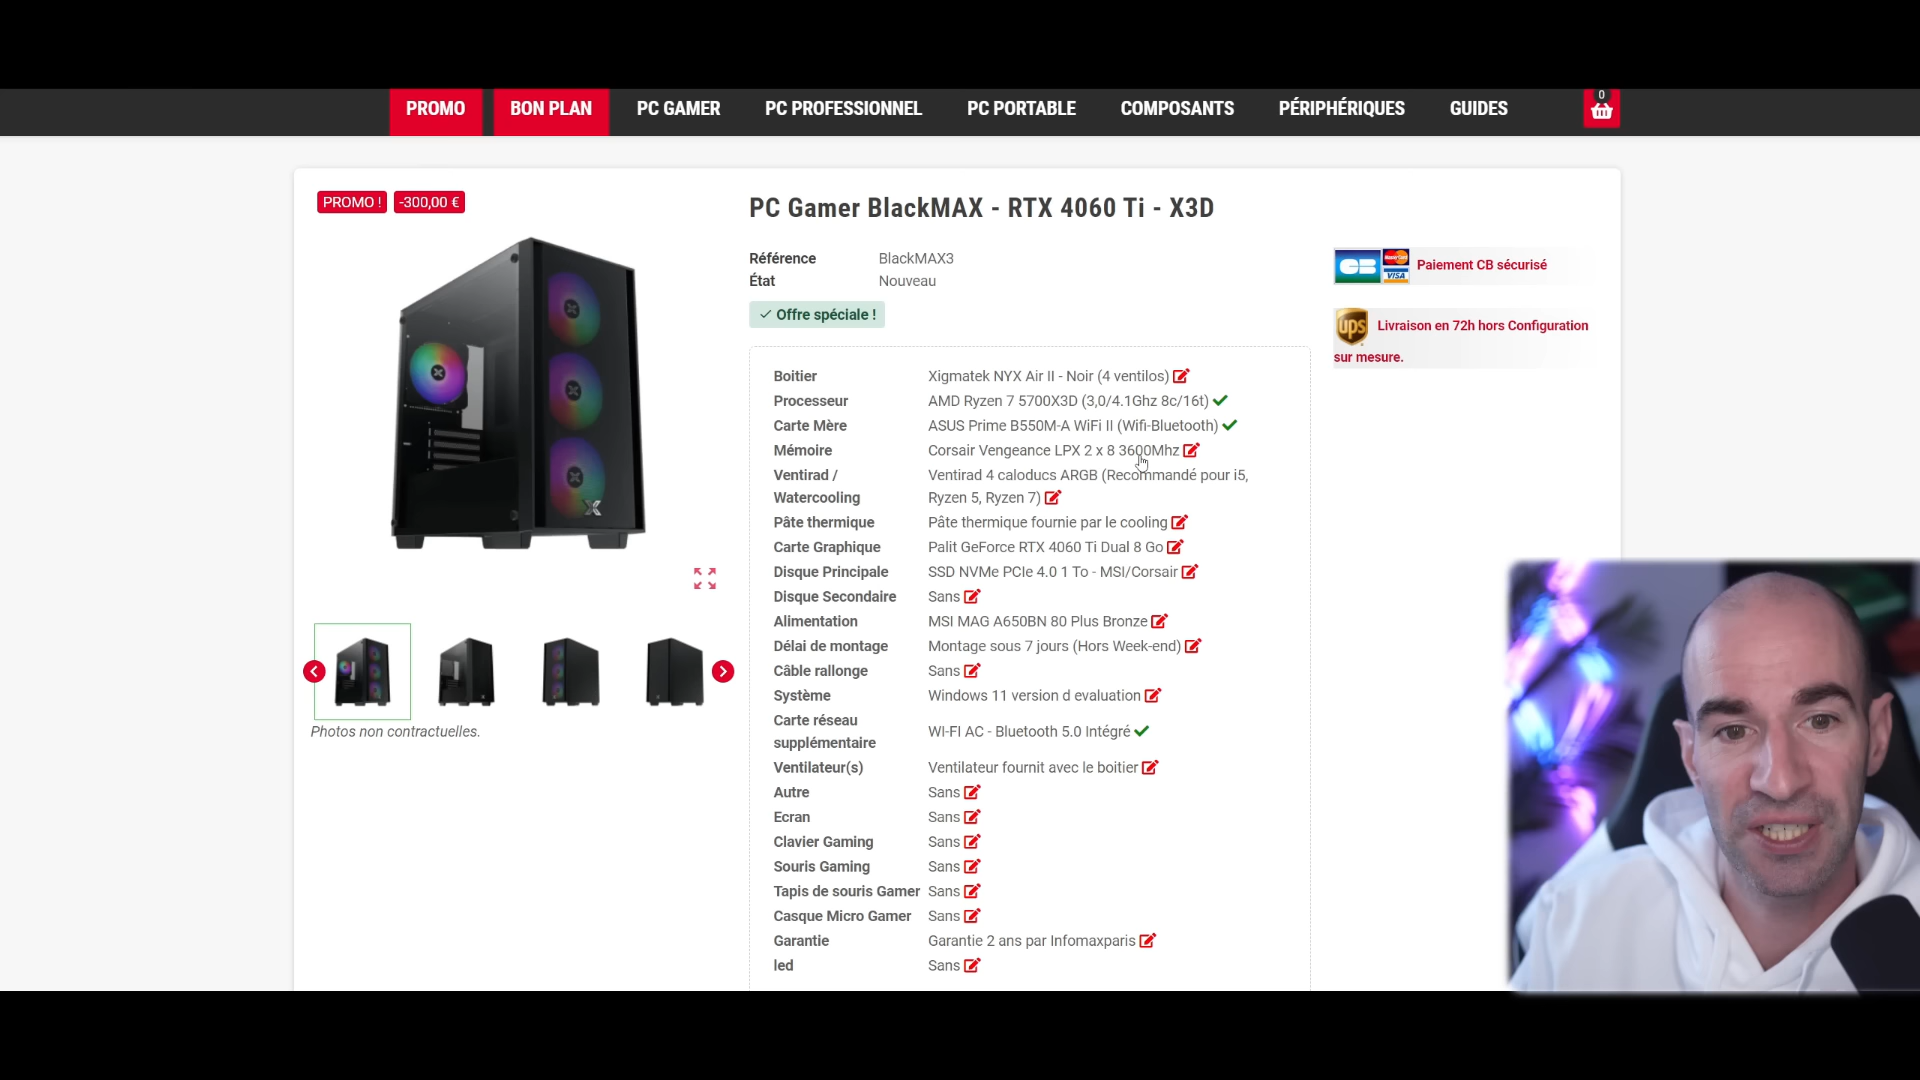 PROMO
BON PLAN
PC GAMER
PC PROFESSIONNEL
PC PORTABLE
COMPOSANTS
PÉRIPHÉRIQUES
GUIDES
0
PROMO !
-300,00 €
PC Gamer BlackMAX - RTX 4060 Ti - X3D
Référence BlackMAX3
État Nouveau
Offre spéciale !
CB
MasterCard
VISA
Paiement CB sécurisé
ups
Livraison en 72h hors Configuration
sur mesure.
Boitier Xigmatek NYX Air II - Noir (4 ventilos)
Processeur AMD Ryzen 7 5700X3D (3,0/4.1Ghz 8c/16t)
Carte Mère ASUS Prime B550M-A WiFi II (Wifi-Bluetooth)
Mémoire Corsair Vengeance LPX 2 x 8 3600Mhz
Ventirad / Ventirad 4 caloducs ARGB (Recommandé pour i5,
Watercooling Ryzen 5, Ryzen 7)
Pâte thermique Pâte thermique fournie par le cooling
Carte Graphique Palit GeForce RTX 4060 Ti Dual 8 Go
Disque Principale SSD NVMe PCIe 4.0 1 To - MSI/Corsair
Disque Secondaire Sans
Alimentation MSI MAG A650BN 80 Plus Bronze
Délai de montage Montage sous 7 jours (Hors Week-end)
Câble rallonge Sans
Système Windows 11 version d evaluation
Carte réseau
supplémentaire WI-FI AC - Bluetooth 5.0 Intégré
Ventilateur(s) Ventilateur fournit avec le boitier
Autre Sans
Ecran Sans
Clavier Gaming Sans
Souris Gaming Sans
Tapis de souris Gamer Sans
Casque Micro Gamer Sans
Garantie Garantie 2 ans par Infomaxparis
led Sans
Photos non contractuelles.